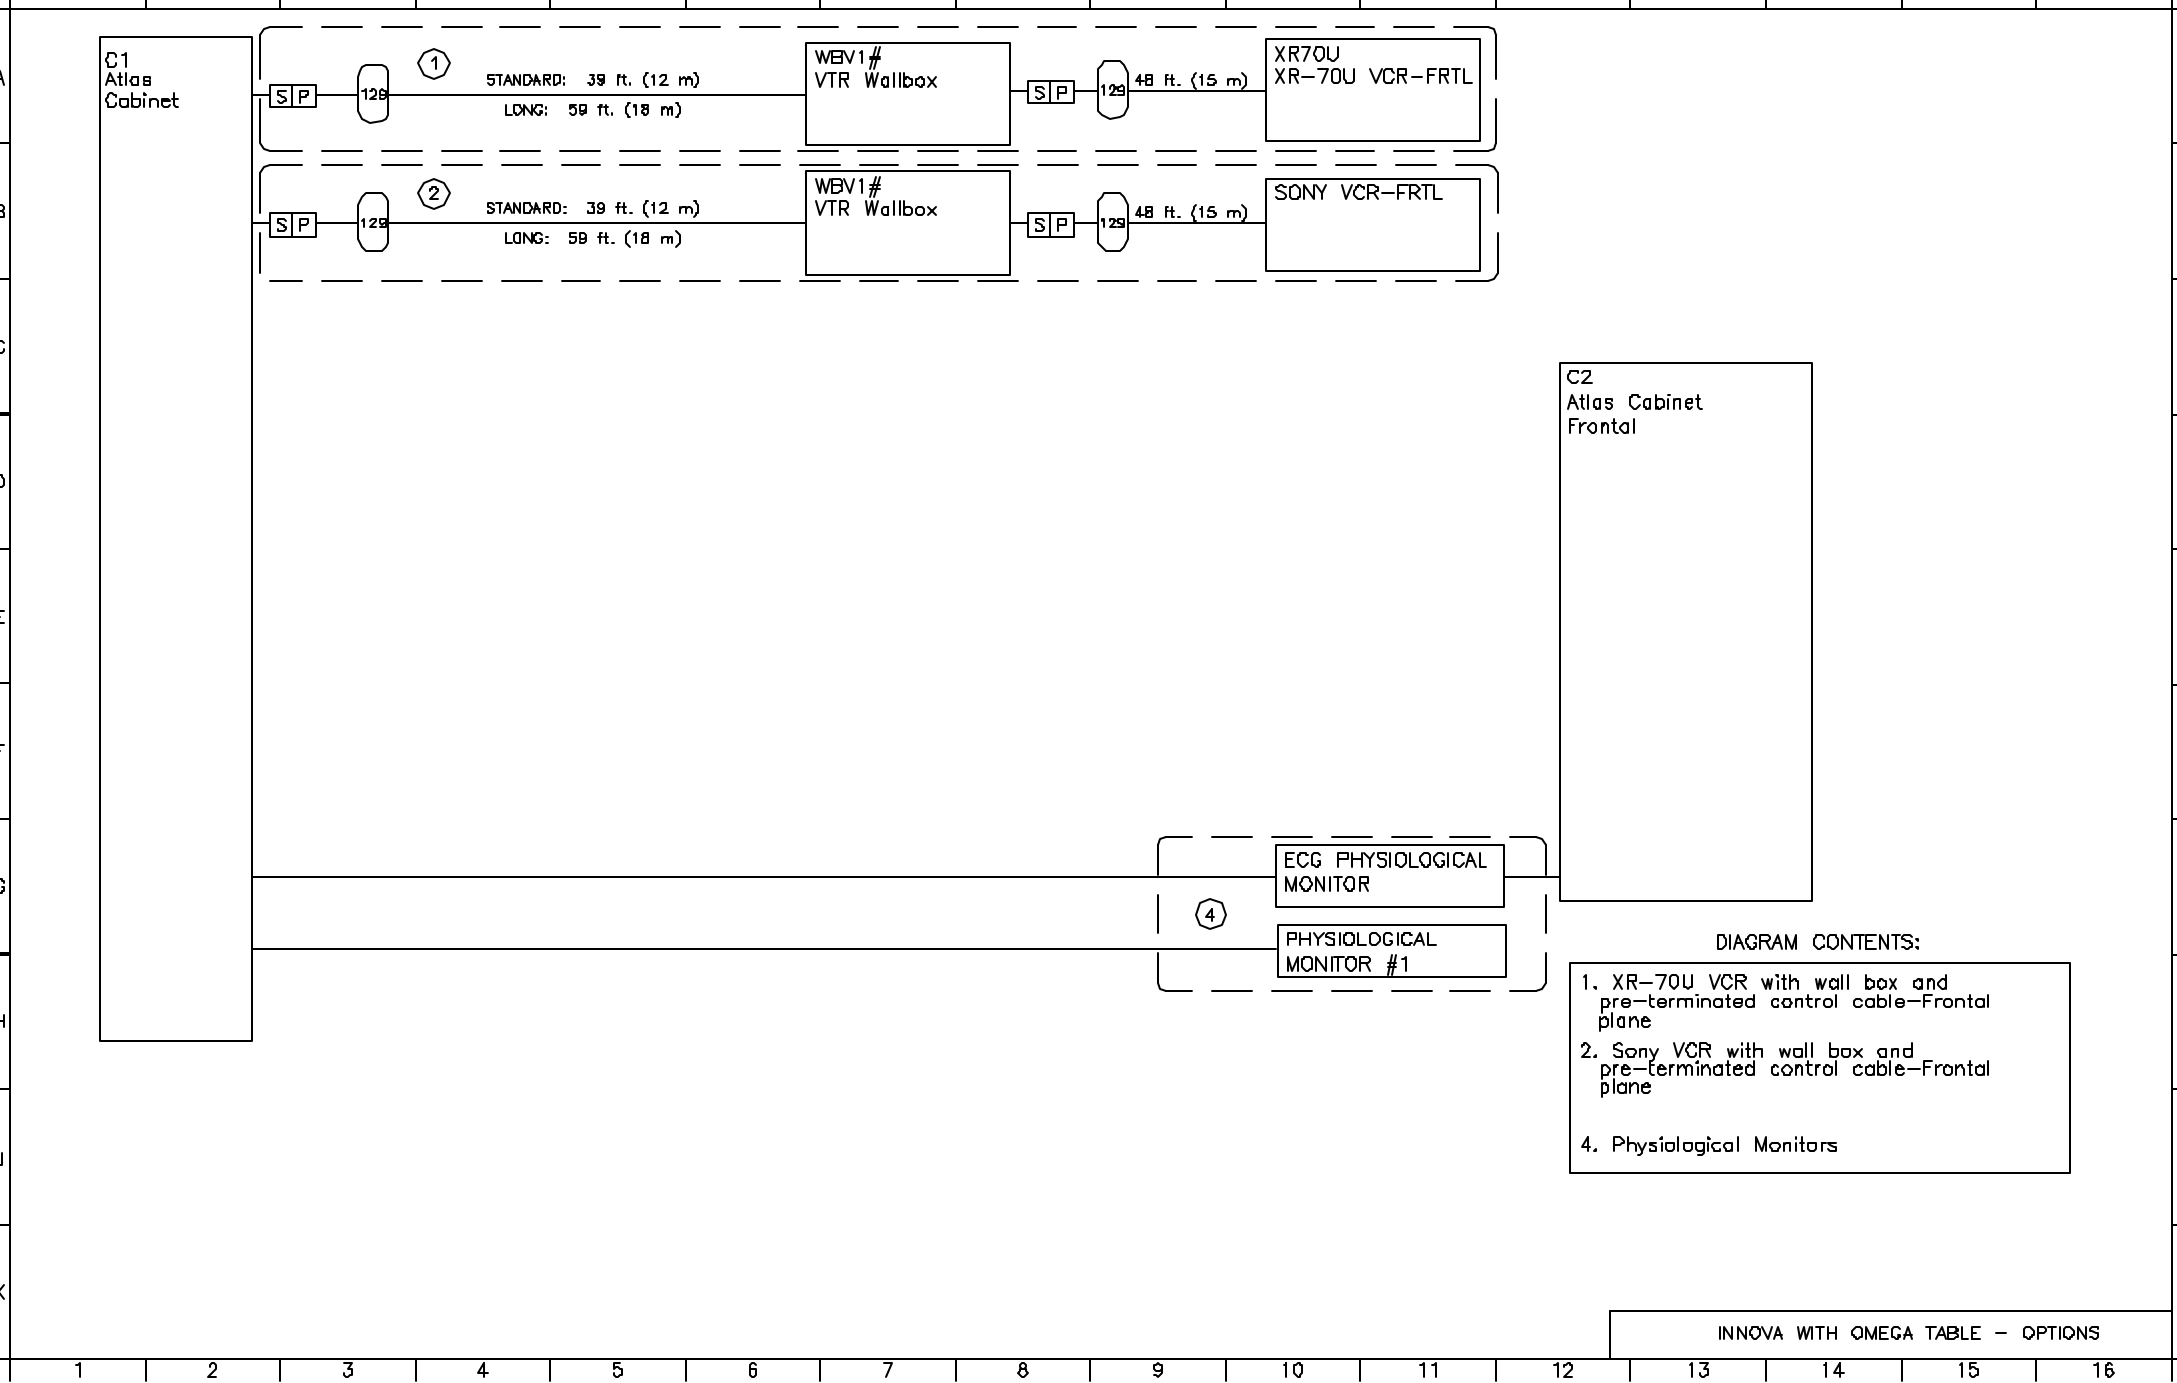 C1
Atlas
Cabinet
S P
129
1
STANDARD: 39 ft. (12 m)
LONG: 59 ft. (18 m)
WBV1#
VTR Wallbox
S P
129
48 ft. (15 m)
XR70U
XR-70U VCR-FRTL
S P
129
2
STANDARD: 39 ft. (12 m)
LONG: 59 ft. (18 m)
WBV1#
VTR Wallbox
S P
129
48 ft. (15 m)
SONY VCR-FRTL
C2
Atlas Cabinet
Frontal
ECG PHYSIOLOGICAL
MONITOR
4
PHYSIOLOGICAL
MONITOR #1
DIAGRAM CONTENTS:
1. XR-70U VCR with wall box and
pre-terminated control cable-Frontal
plane
2. Sony VCR with wall box and
pre-terminated control cable-Frontal
plane
4. Physiological Monitors
INNOVA WITH OMEGA TABLE - OPTIONS
1 2 3 4 5 6 7 8 9 10 11 12 13 14 15 16